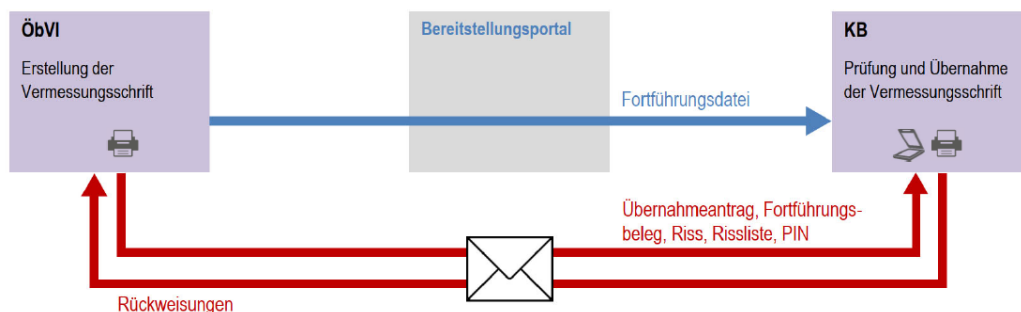 ÖbVI
Erstellung der
Vermessungsschrift
Bereitstellungsportal
Fortführungsdatei
KB
Prüfung und Übernahme
der Vermessungsschrift
Übernahmeantrag, Fortführungs-
beleg, Riss, Rissliste, PIN
Rückweisungen